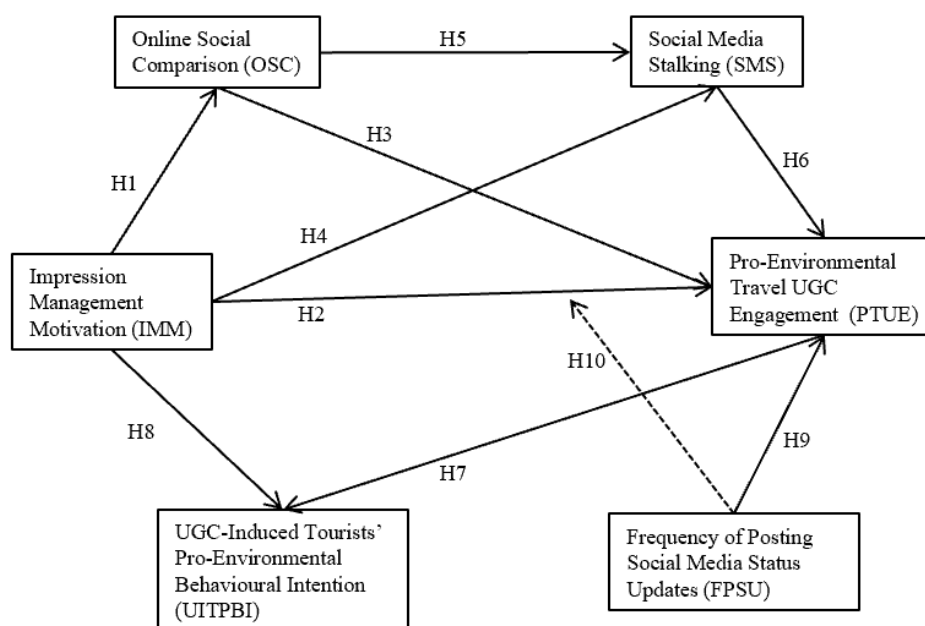 Online Social
Comparison (OSC)
H5
Social Media
Stalking (SMS)
H3
H6
H1
H4
Impression
Management
Motivation (IMM)
H2
Pro-Environmental
Travel UGC
Engagement (PTUE)
H10
H8
H9
H7
UGC-Induced Tourists’
Pro-Environmental
Behavioural Intention
(UITPBI)
Frequency of Posting
Social Media Status
Updates (FPSU)